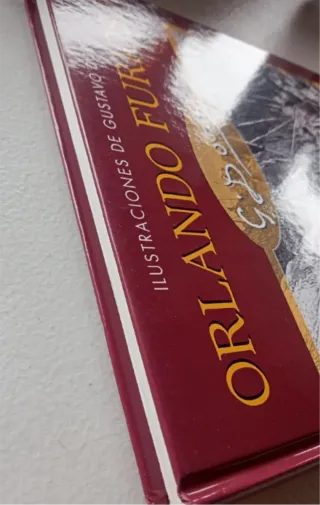 ILUSTRACIONES DE GUSTAVO
ORLANDO FUR